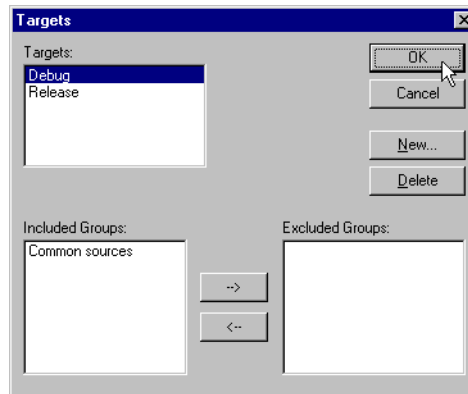 Targets
Targets:
Debug
Release
OK
Cancel
New...
Delete
Included Groups:
Common sources
Excluded Groups:
-->
<--